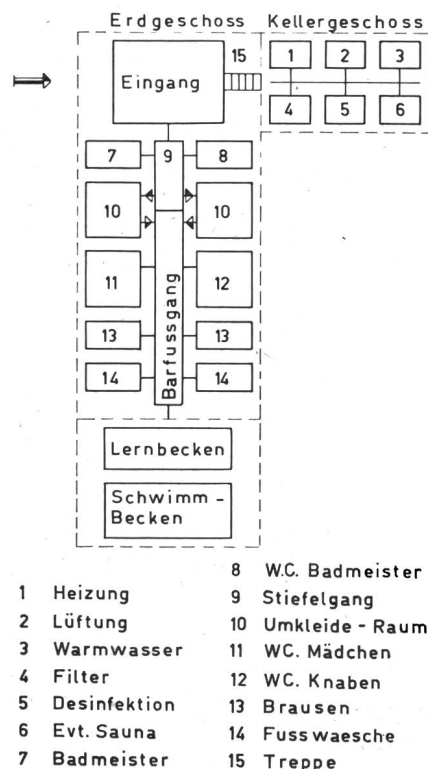 Erdgeschoss Kellergeschoss
15
Eingang
1 2 3
4 5 6
7 9 8
10 10
11 12
13 13
14 14
Barfussgang
Lernbecken
Schwimm-
Becken
1 Heizung
2 Lüftung
3 Warmwasser
4 Filter
5 Desinfektion
6 Evt. Sauna
7 Badmeister
8 W.C. Badmeister
9 Stiefelgang
10 Umkleide - Raum
11 WC. Mädchen
12 WC. Knaben
13 Brausen
14 Fusswaesche
15 Treppe